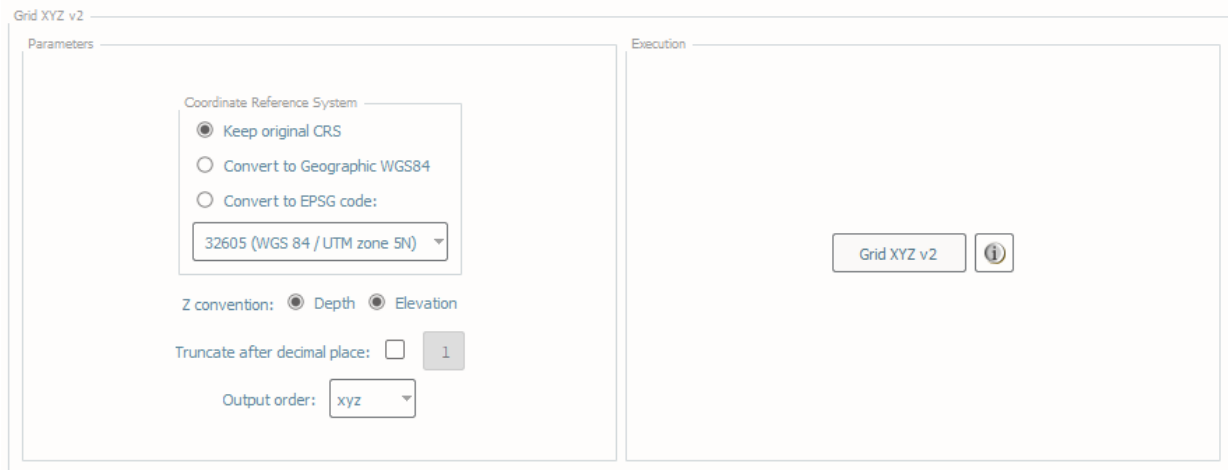 Grid XYZ v2
Parameters
Execution
Coordinate Reference System
Keep original CRS
Convert to Geographic WGS84
Convert to EPSG code:
32605 (WGS 84 / UTM zone 5N)
Grid XYZ v2
Z convention: Depth Elevation
Truncate after decimal place: 1
Output order: xyz